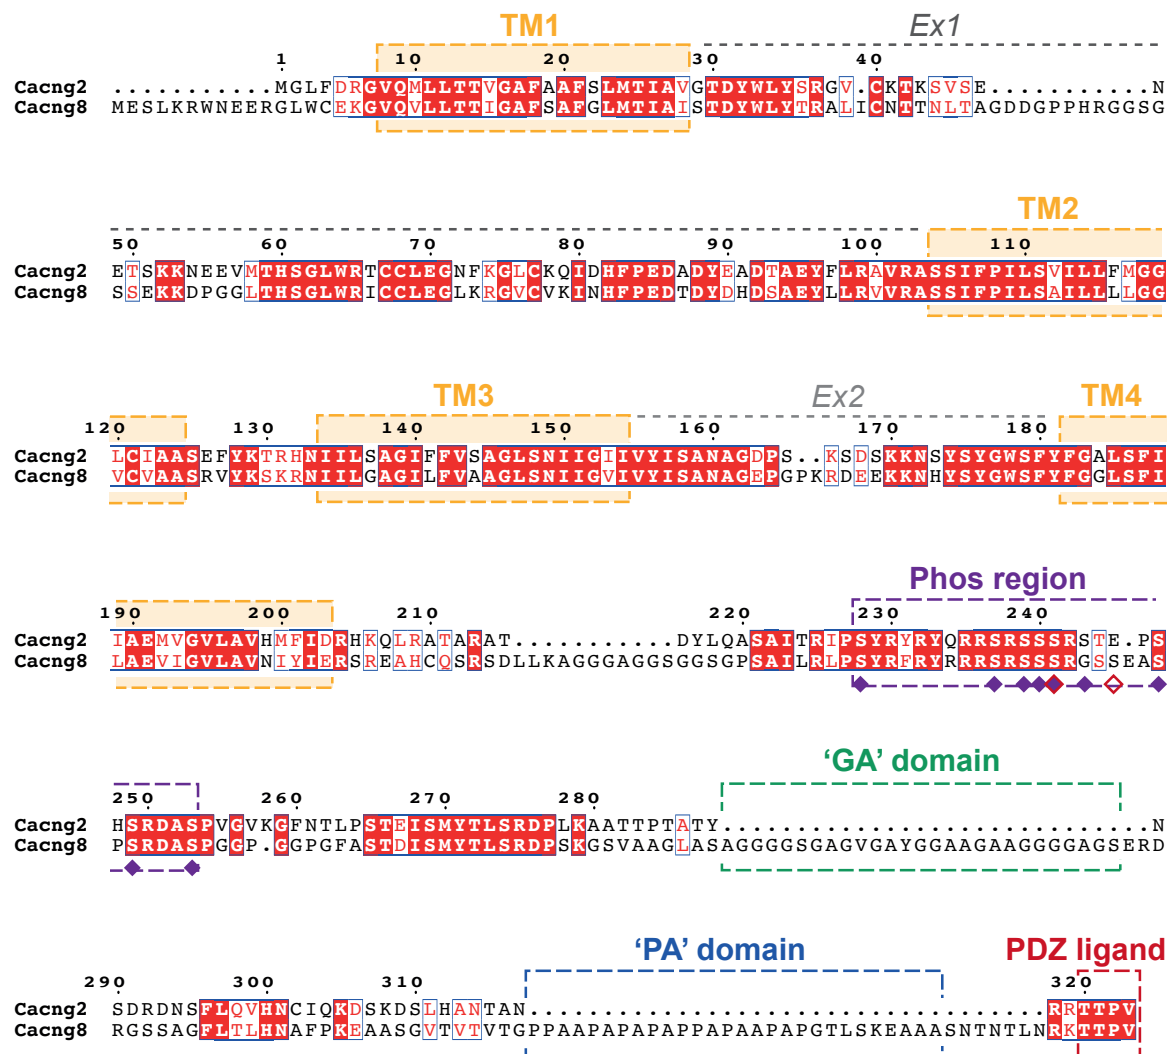 TM1 Ex1
1 10 20 30 40
Cacng2 ...........MGLFDRGVQMLLTTVGAFAAFSLMTIAVGTDYWLYSRGV.CKTKSVSE...........N
Cacng8 MESLKRWNEERGLWCEKGVQVLLTTIGAFSAFGLMTIAISTDYWLYTRALICNTTNLTAGDDGPPHRGGSG
TM2
50 60 70 80 90 100 110
Cacng2 ETSKKNEEVMTHSGLWRTCCLEGNFKGLCKQIDHFPEDADYEADTAEYFLRAVRASSIFPILSVILLFMGG
Cacng8 SSEKKDPGGLTHSGLWRICCLEGLKRGVCVKINHFPEDTDYDHDSAEYLLRVVRASSIFPILSAILLLLGG
TM3 Ex2 TM4
120 130 140 150 160 170 180
Cacng2 LCIAASEFYKTRHNIILSAGIFFVSAGLSNIIGIIVYISANAGDPS..KSDSKKNSYSYGWSFYFGALSFI
Cacng8 VCVAASRVYKSKRNIILGAGILFVAAGLSNIIGVIVYISANAGEPGPKRDEEKKNHYSYGWSFYFGGLSFI
Phos region
190 200 210 220 230 240
Cacng2 IAEMVGVLAVHMFIDRHKQLRATARAT...........DYLQASAITRIPSYRYRYQRRSRSSSRSTE.PS
Cacng8 LAEVIGVLAVNIYIERSREAHCQSRSDLLKAGGGAGGSGGSGPSAILRLPSYRFRYRRRSRSSSRGSSEAS
‘GA’ domain
250 260 270 280
Cacng2 HSRDASPVGVKGFNTLPSTEISMYTLSRDPLKAATTPTATY.............................N
Cacng8 PSRDASPGGP.GGPGFASTDISMYTLSRDPSKGSVAAGLASAGGGGSGAGVGAYGGAAGAAGGGGAGSERD
‘PA’ domain PDZ ligand
290 300 310 320
Cacng2 SDRDNSFLQVHNCIQKDSKDSLHANTAN...................................RRTTPV
Cacng8 RGSSAGFLTLHNAFPKEAASGVTVTVTGPPAAPAPAPAPPAPAAPAPGTLSKEAAASNTNTLNRKTTPV